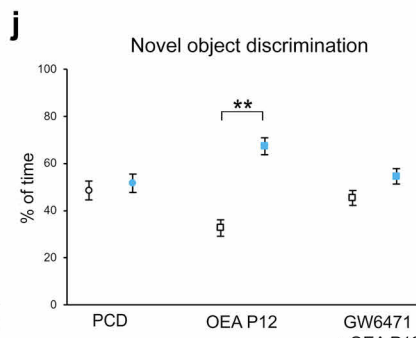 j
Novel object discrimination
100
80
60
40
20
0
% of time
**
PCD
OEA P12
GW6471